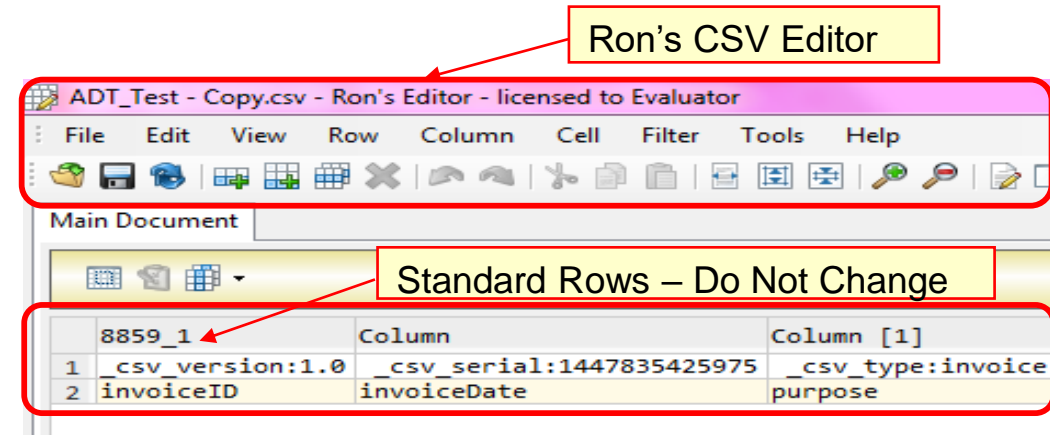 Ron's CSV Editor
ADT_Test - Copy.csv - Ron's Editor - licensed to Evaluator
File Edit View Row Column Cell Filter Tools Help
Main Document
Standard Rows – Do Not Change
8859_1 Column Column [1]
1 _csv_version:1.0 _csv_serial:1447835425975 _csv_type:invoice
2 invoiceID invoiceDate purpose